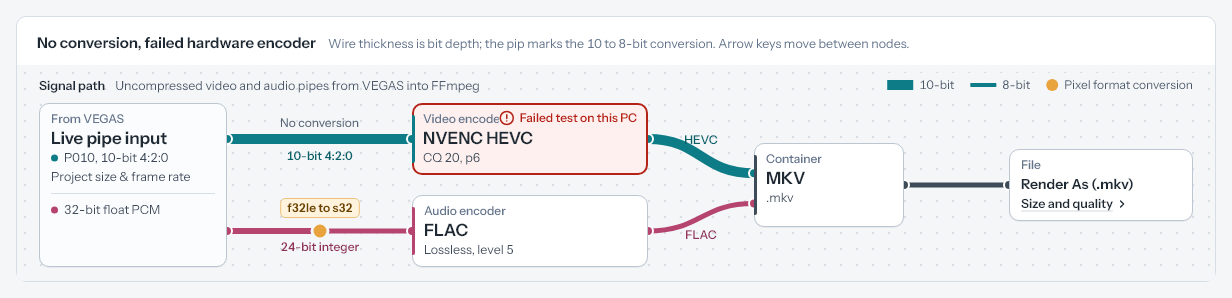 No conversion, failed hardware encoder
Wire thickness is bit depth; the pip marks the 10 to 8-bit conversion. Arrow keys move between nodes.
Signal path Uncompressed video and audio pipes from VEGAS into FFmpeg
10-bit
8-bit
Pixel format conversion
From VEGAS
Live pipe input
P010, 10-bit 4:2:0
Project size & frame rate
32-bit float PCM
No conversion
10-bit 4:2:0
f32le to s32
24-bit integer
Video encode
Failed test on this PC
NVENC HEVC
CQ 20, p6
Audio encoder
FLAC
Lossless, level 5
HEVC
FLAC
Container
MKV
.mkv
File
Render As (.mkv)
Size and quality